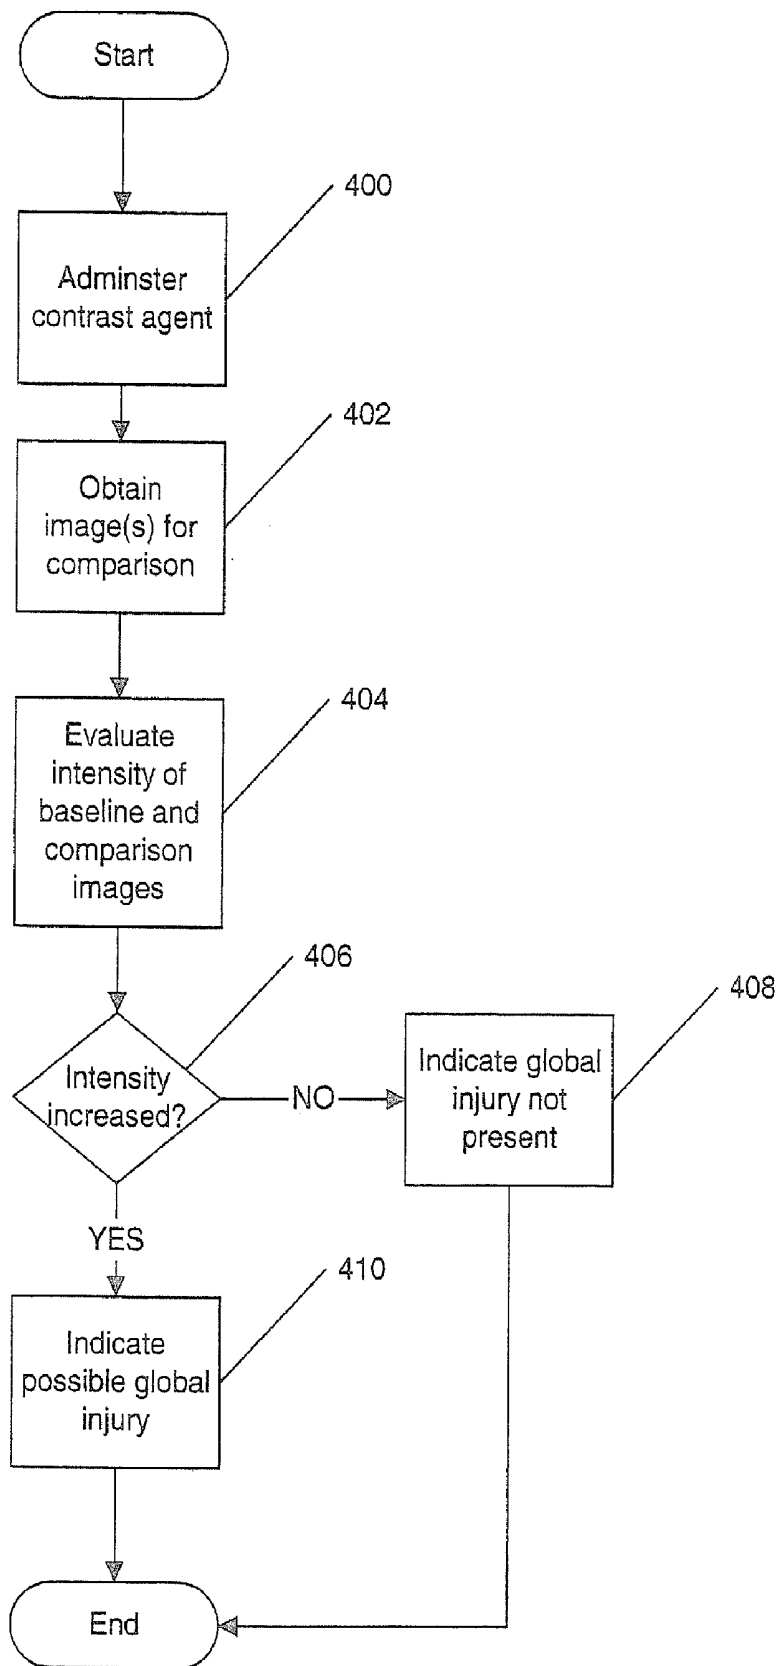 Start
400
Adminster
contrast agent
402
Obtain
image(s) for
comparison
404
Evaluate
intensity of
baseline and
comparison
images
406
Intensity
increased?
NO
408
Indicate global
injury not
present
YES
410
Indicate
possible global
injury
End